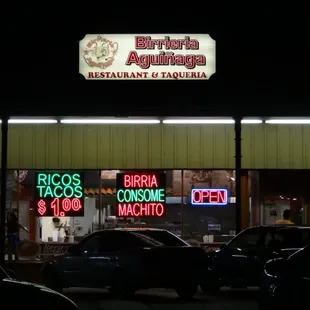 Birrieria
Aguiñaga
RESTAURANT & TAQUERIA
RICOS
TACOS
$1.00
BIRRIA
CONSOME
MACHITO
OPEN